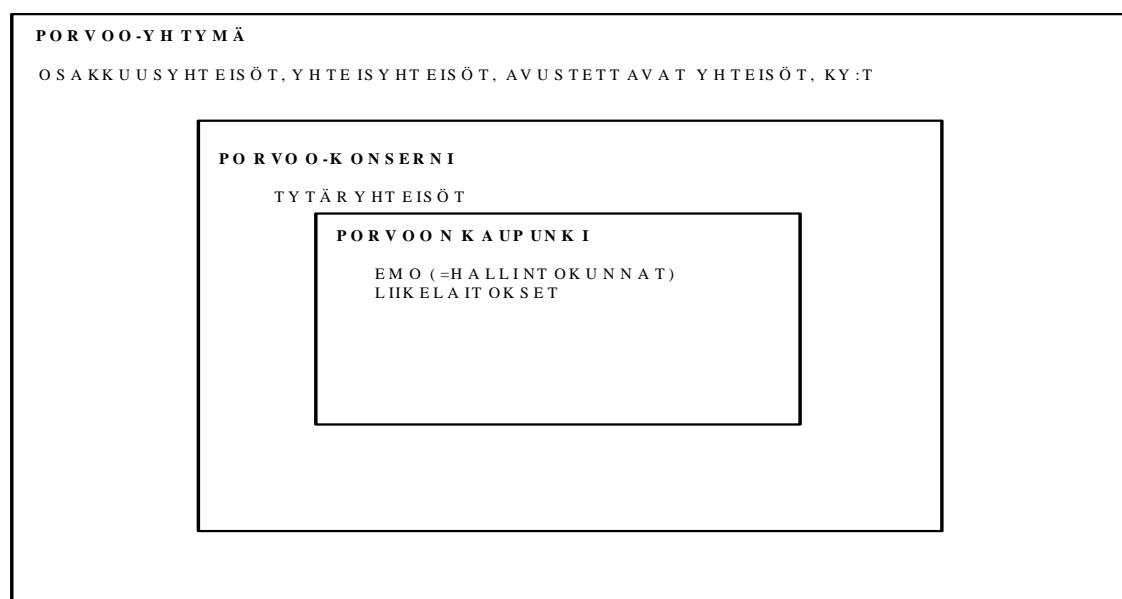 PORVOO-YHTYMÄ
OSAKKUUSYHTEISÖT, YHTEISYHTEISÖT, AVUSTETTAVAT YHTEISÖT, KY:T
PORVOO-KONSERNI
TYTÄRYHTEISÖT
PORVOON KAUPUNKI
EMO (=HALLINTOKUNNAT)
LIIKELAITOKSET